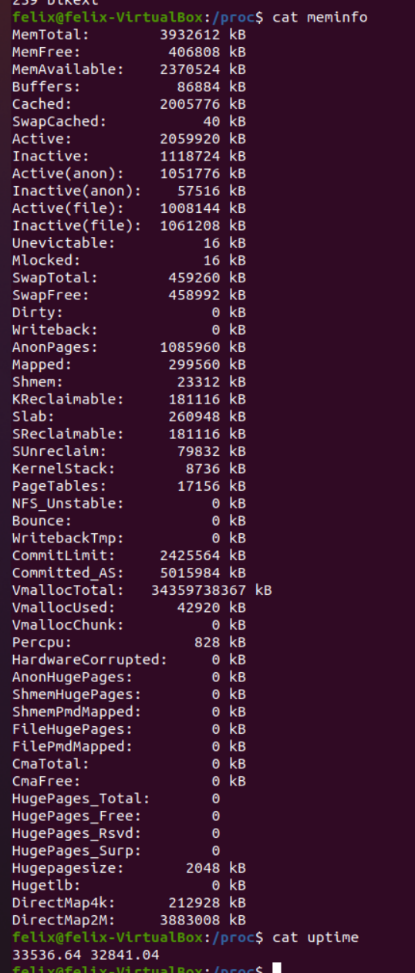 259 blkext
felix@felix-VirtualBox:/proc$ cat meminfo
MemTotal:        3932612 kB
MemFree:          406808 kB
MemAvailable:    2370524 kB
Buffers:           86884 kB
Cached:          2005776 kB
SwapCached:           40 kB
Active:          2059920 kB
Inactive:        1118724 kB
Active(anon):    1051776 kB
Inactive(anon):    57516 kB
Active(file):    1008144 kB
Inactive(file):  1061208 kB
Unevictable:          16 kB
Mlocked:              16 kB
SwapTotal:        459260 kB
SwapFree:         458992 kB
Dirty:                 0 kB
Writeback:             0 kB
AnonPages:       1085960 kB
Mapped:           299560 kB
Shmem:             23312 kB
KReclaimable:     181116 kB
Slab:             260948 kB
SReclaimable:     181116 kB
SUnreclaim:        79832 kB
KernelStack:        8736 kB
PageTables:        17156 kB
NFS_Unstable:          0 kB
Bounce:                0 kB
WritebackTmp:          0 kB
CommitLimit:     2425564 kB
Committed_AS:    5015984 kB
VmallocTotal:   34359738367 kB
VmallocUsed:       42920 kB
VmallocChunk:          0 kB
Percpu:              828 kB
HardwareCorrupted:     0 kB
AnonHugePages:         0 kB
ShmemHugePages:        0 kB
ShmemPmdMapped:        0 kB
FileHugePages:         0 kB
FilePmdMapped:         0 kB
CmaTotal:              0 kB
CmaFree:               0 kB
HugePages_Total:       0
HugePages_Free:        0
HugePages_Rsvd:        0
HugePages_Surp:        0
Hugepagesize:       2048 kB
Hugetlb:               0 kB
DirectMap4k:      212928 kB
DirectMap2M:     3883008 kB
felix@felix-VirtualBox:/proc$ cat uptime
33536.64 32841.04
felix@felix-VirtualBox:/proc$